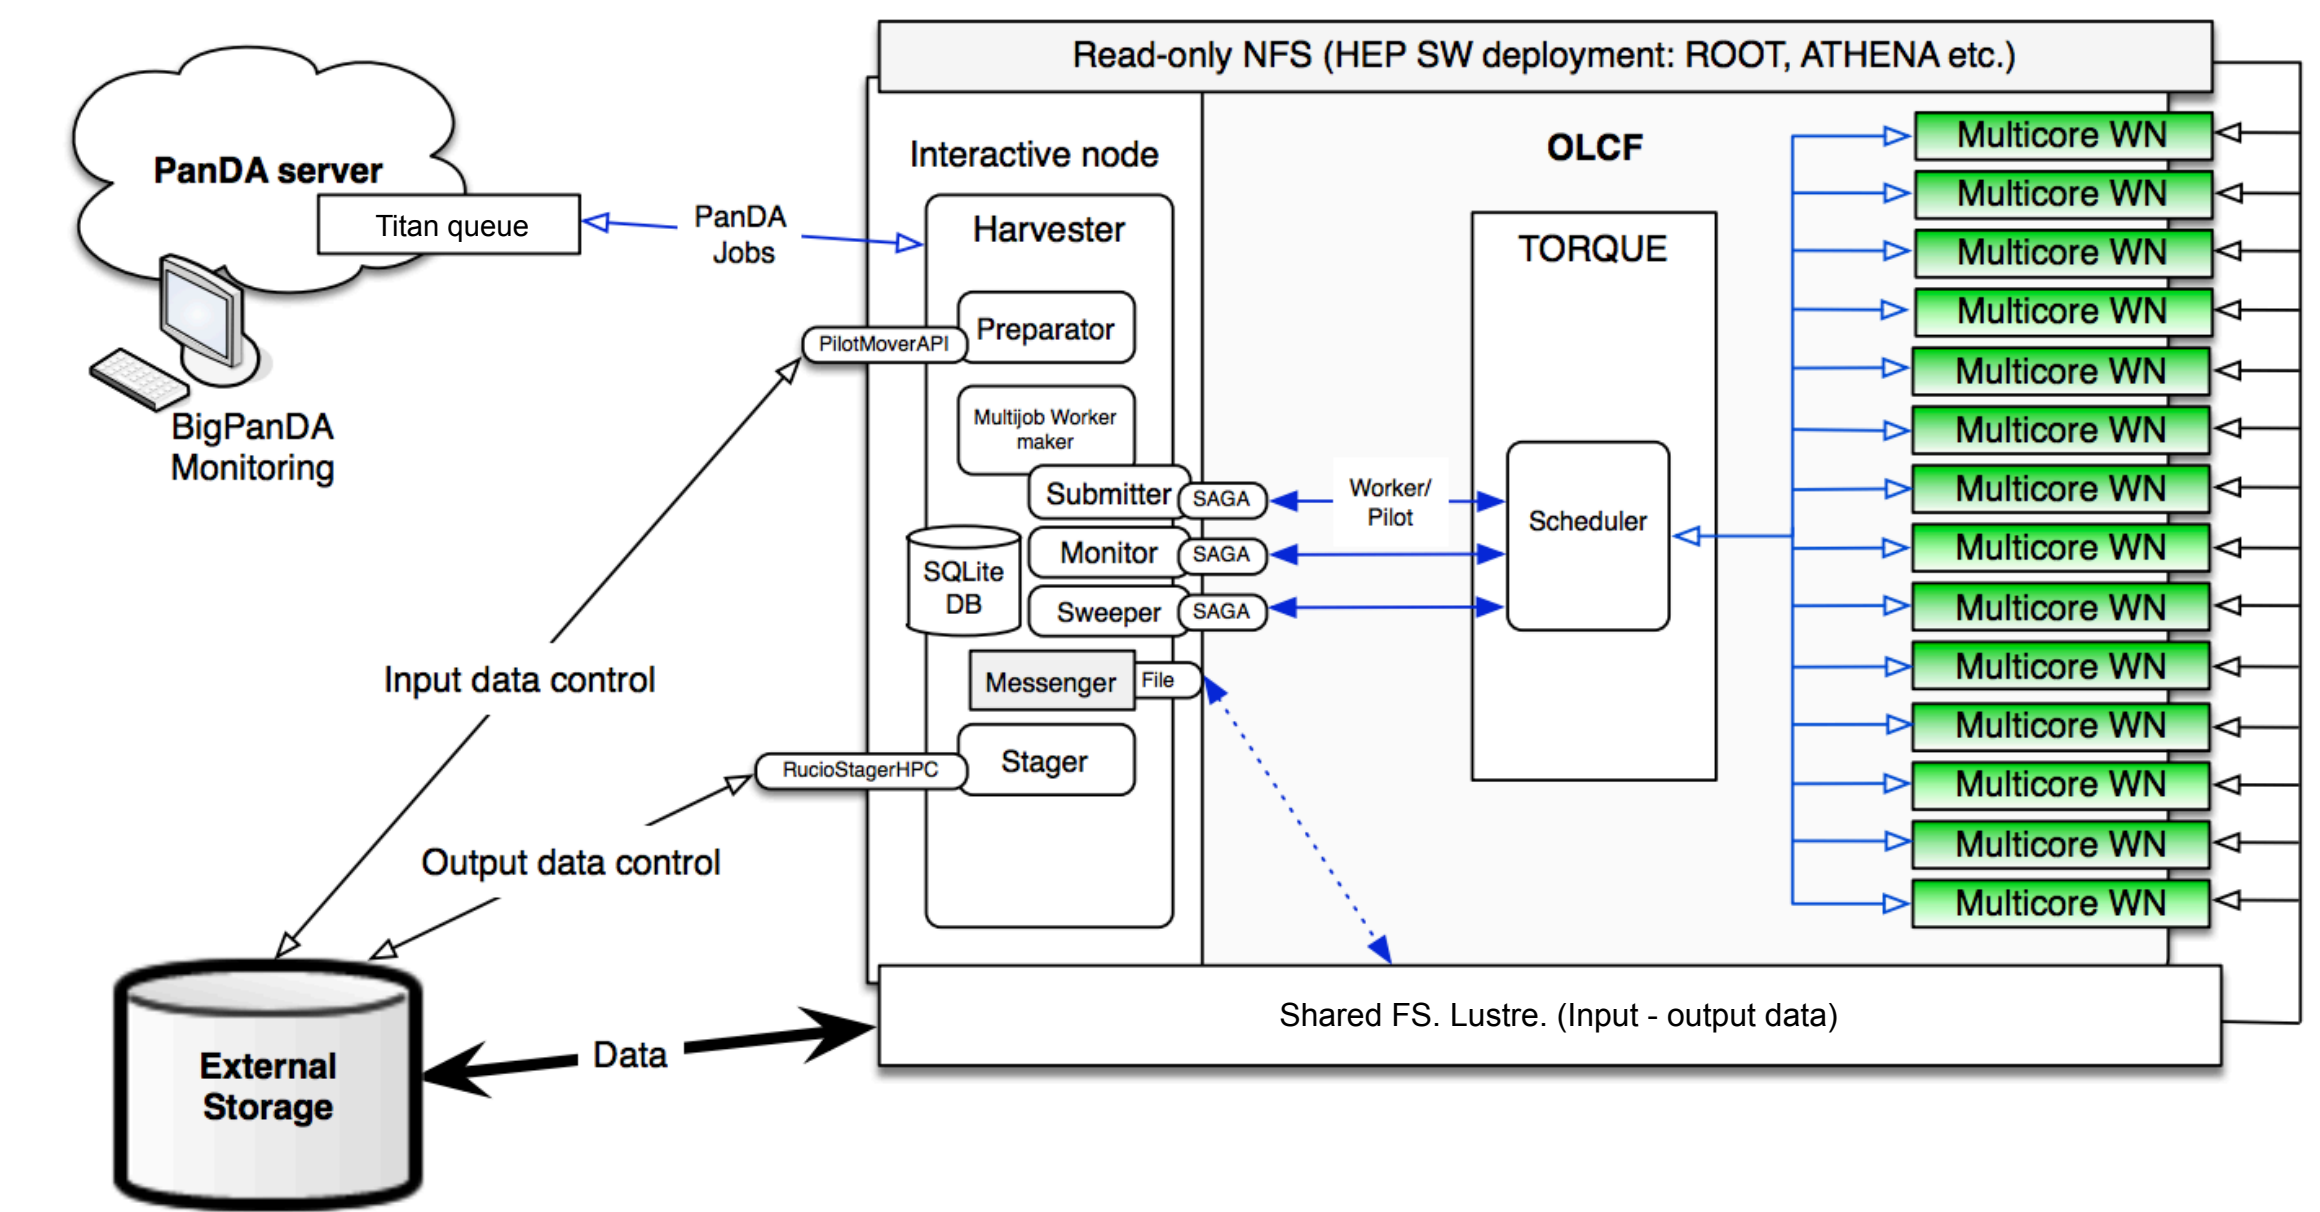 Read-only NFS (HEP SW deployment: ROOT, ATHENA etc.)
PanDA server
Titan queue
BigPanDA
Monitoring
PanDA
Jobs
Interactive node
Harvester
Preparator
PilotMoverAPI
Multijob Worker
maker
Submitter
SAGA
Monitor
SAGA
Sweeper
SAGA
SQLite
DB
Messenger
File
Stager
RucioStagerHPC
Input data control
Output data control
External
Storage
Data
OLCF
TORQUE
Scheduler
Worker/
Pilot
Multicore WN
Multicore WN
Multicore WN
Multicore WN
Multicore WN
Multicore WN
Multicore WN
Multicore WN
Multicore WN
Multicore WN
Multicore WN
Multicore WN
Multicore WN
Multicore WN
Shared FS. Lustre. (Input - output data)